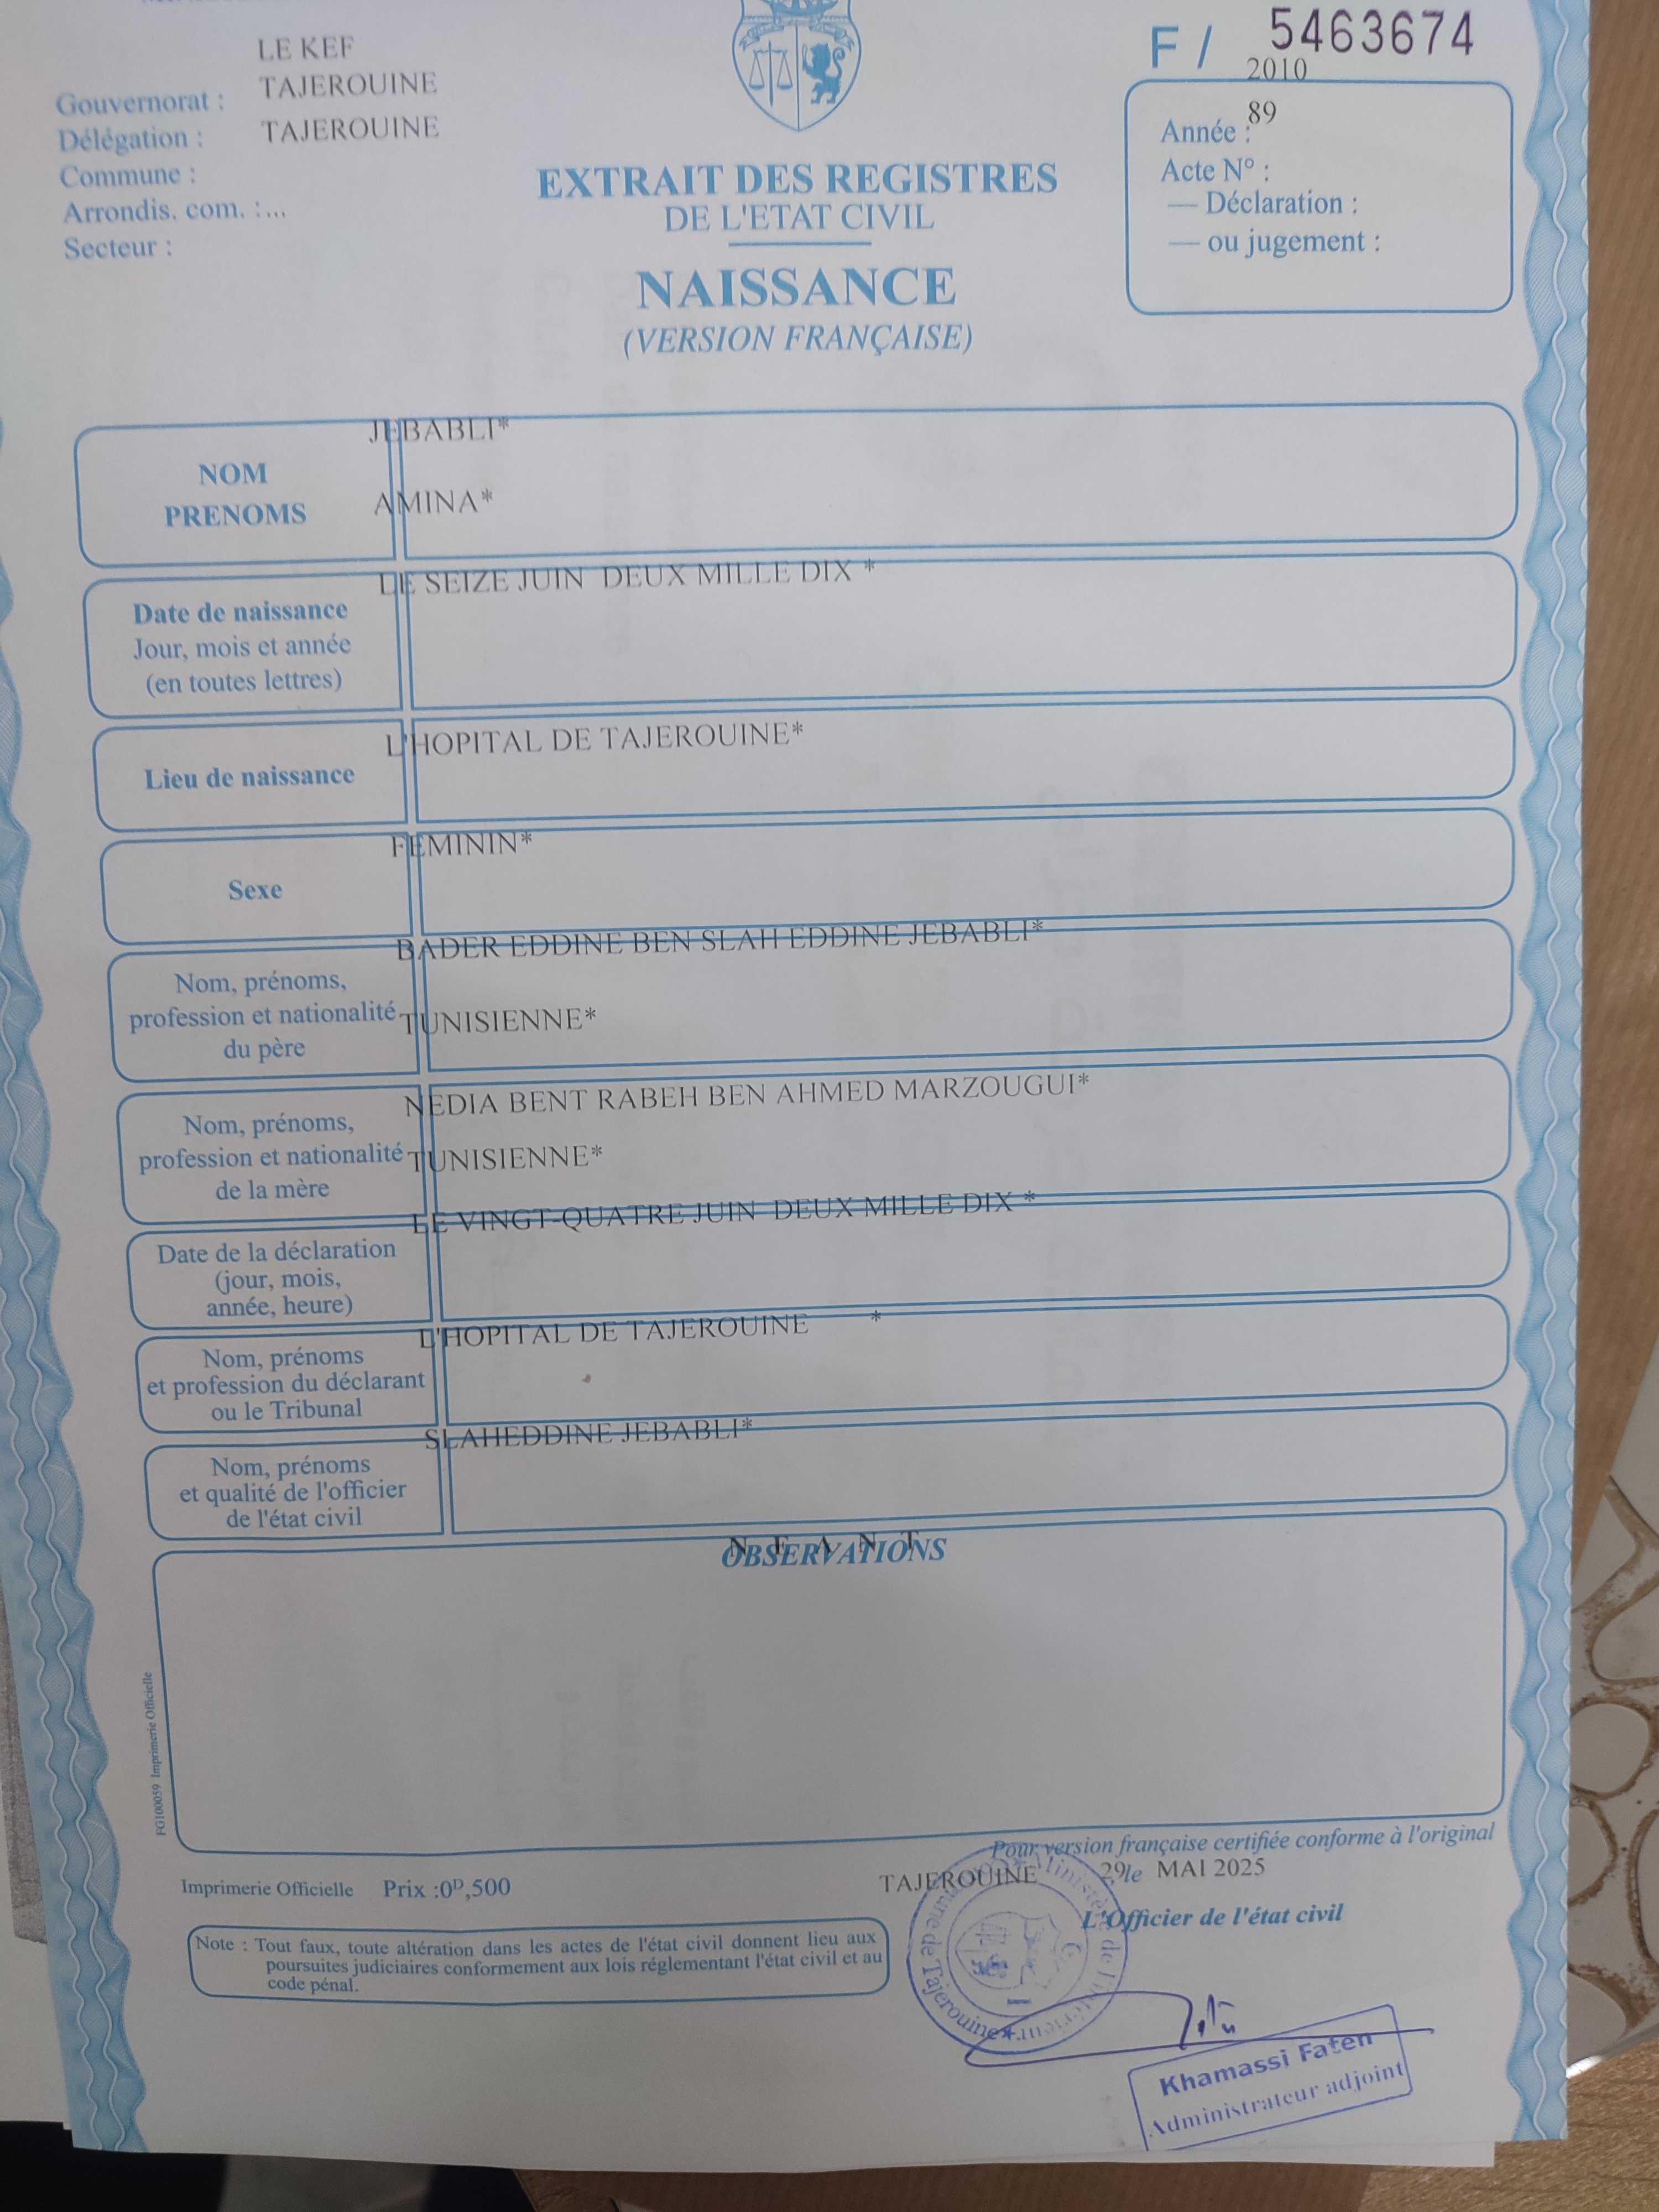 LE KEF
TAJEROUINE
TAJEROUINE
Gouvernorat :
Délégation :
Commune :
Arrondis. com. :...
Secteur :
F / 5463674
2010
89
Année :
Acte N° :
— Déclaration :
— ou jugement :
EXTRAIT DES REGISTRES
DE L'ETAT CIVIL
NAISSANCE
(VERSION FRANÇAISE)
JEBABLI*
NOM
AMINA*
PRENOMS
LE SEIZE JUIN DEUX MILLE DIX *
Date de naissance
Jour, mois et année
(en toutes lettres)
L'HOPITAL DE TAJEROUINE*
Lieu de naissance
FEMININ*
Sexe
BADER EDDINE BEN SLAH EDDINE JEBABLI*
Nom, prénoms,
profession et nationalité
du père
TUNISIENNE*
NEDIA BENT RABEH BEN AHMED MARZOUGUI*
Nom, prénoms,
profession et nationalité
de la mère
TUNISIENNE*
LE VINGT-QUATRE JUIN DEUX MILLE DIX *
Date de la déclaration
(jour, mois,
année, heure)
L'HOPITAL DE TAJEROUINE *
Nom, prénoms
et profession du déclarant
ou le Tribunal
SLAHEDDINE JEBABLI*
Nom, prénoms
et qualité de l'officier
de l'état civil
N E A N T
OBSERVATIONS
FG100059 Imprimerie Officielle
Pour version française certifiée conforme à l'original
TAJEROUINE 29 le MAI 2025
Imprimerie Officielle Prix :0ᴰ,500
L'Officier de l'état civil
Note : Tout faux, toute altération dans les actes de l'état civil donnent lieu aux
poursuites judiciaires conformement aux lois réglementant l'état civil et au
code pénal.
Ministère de l'Intérieur
de Tajerouine
Khamassi Faten
Administrateur adjoint